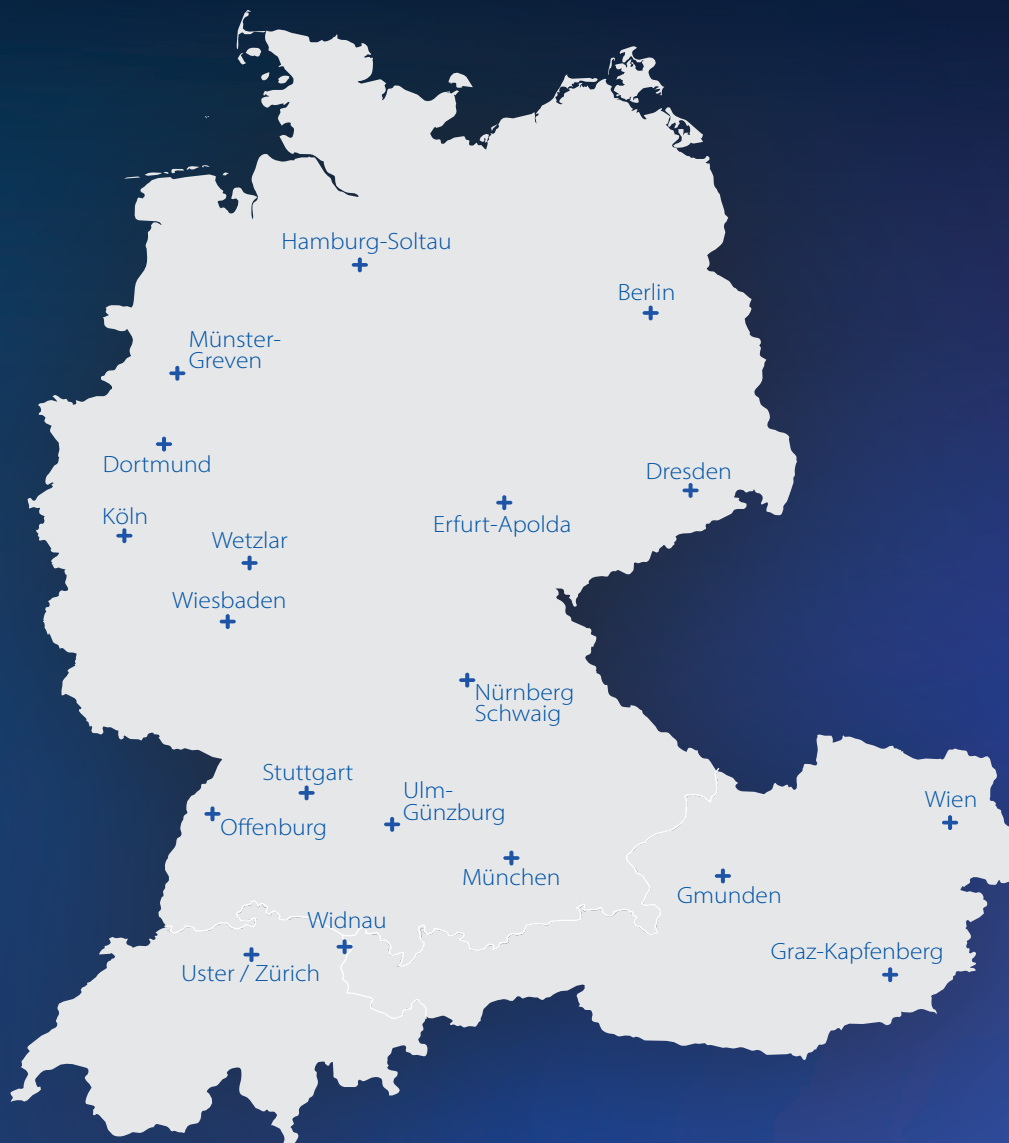 Hamburg-Soltau
Berlin
Münster-
Greven
Dortmund
Dresden
Köln
Erfurt-Apolda
Wetzlar
Wiesbaden
Nürnberg
Schwaig
Stuttgart
Ulm-
Günzburg
Offenburg
Wien
München
Gmunden
Widnau
Graz-Kapfenberg
Uster / Zürich